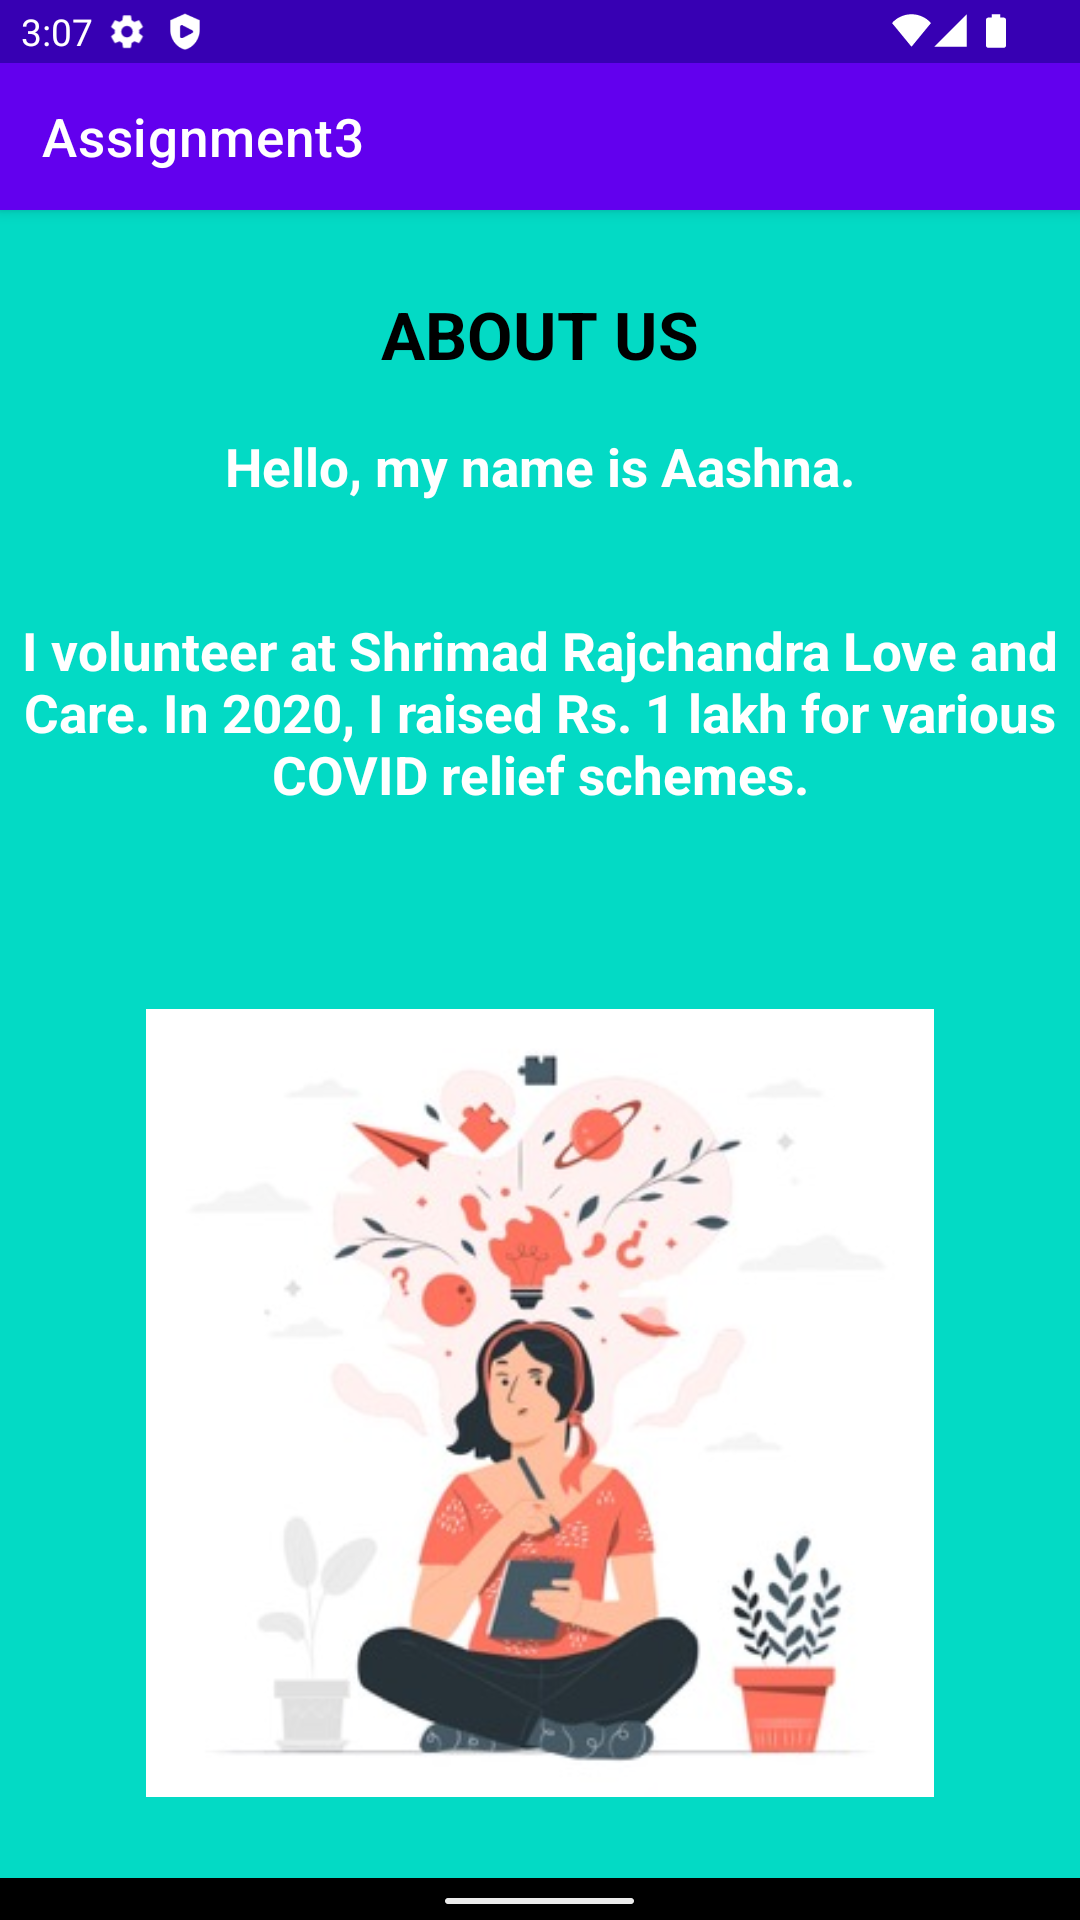 3:07
Assignment3
ABOUT US
Hello, my name is Aashna.
I volunteer at Shrimad Rajchandra Love and
Care. In 2020, I raised Rs. 1 lakh for various
COVID relief schemes.